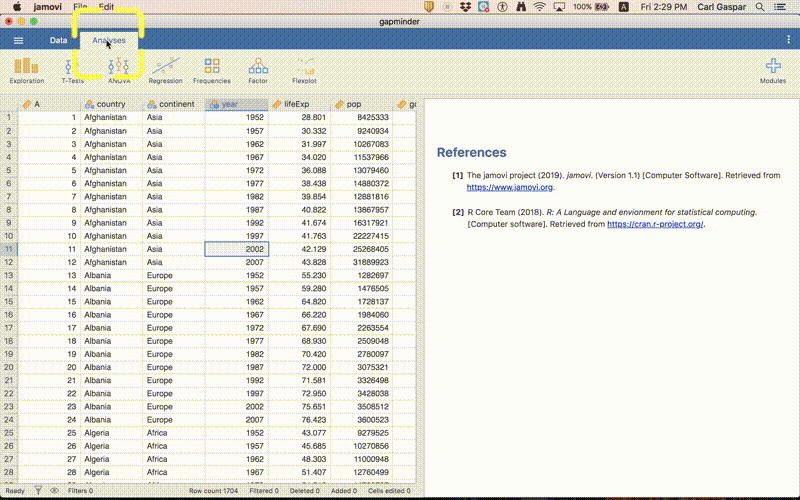 jamovi File Edit 100% A Fri 2:29 PM Carl Gaspar
gapminder
Data Analyses
Exploration T-Tests ANOVA Regression Frequencies Factor Flexplot Modules
A country continent year lifeExp pop
1 1 Afghanistan Asia 1952 28.801 8425333
2 2 Afghanistan Asia 1957 30.332 9240934
3 3 Afghanistan Asia 1962 31.997 10267083
4 4 Afghanistan Asia 1967 34.020 11537966
5 5 Afghanistan Asia 1972 36.088 13079460
6 6 Afghanistan Asia 1977 38.438 14880372
7 7 Afghanistan Asia 1982 39.854 12881816
8 8 Afghanistan Asia 1987 40.822 13867957
9 9 Afghanistan Asia 1992 41.674 16317921
10 10 Afghanistan Asia 1997 41.763 22227415
11 11 Afghanistan Asia 2002 42.129 25268405
12 12 Afghanistan Asia 2007 43.828 31889923
13 13 Albania Europe 1952 55.230 1282697
14 14 Albania Europe 1957 59.280 1476505
15 15 Albania Europe 1962 64.820 1728137
16 16 Albania Europe 1967 66.220 1984060
17 17 Albania Europe 1972 67.690 2263554
18 18 Albania Europe 1977 68.930 2509048
19 19 Albania Europe 1982 70.420 2780097
20 20 Albania Europe 1987 72.000 3075321
21 21 Albania Europe 1992 71.581 3326498
22 22 Albania Europe 1997 72.950 3428038
23 23 Albania Europe 2002 75.651 3508512
24 24 Albania Europe 2007 76.423 3600523
25 25 Algeria Africa 1952 43.077 9279525
26 26 Algeria Africa 1957 45.685 10270856
27 27 Algeria Africa 1962 48.303 11000948
28 28 Algeria Africa 1967 51.407 12760499
Ready Filters 0 Row count 1704 Filtered 0 Deleted 0 Added 0 Cells edited 0
References
[1] The jamovi project (2019). jamovi. (Version 1.1) [Computer Software]. Retrieved from
https://www.jamovi.org.
[2] R Core Team (2018). R: A Language and envionment for statistical computing.
[Computer software]. Retrieved from https://cran.r-project.org/.